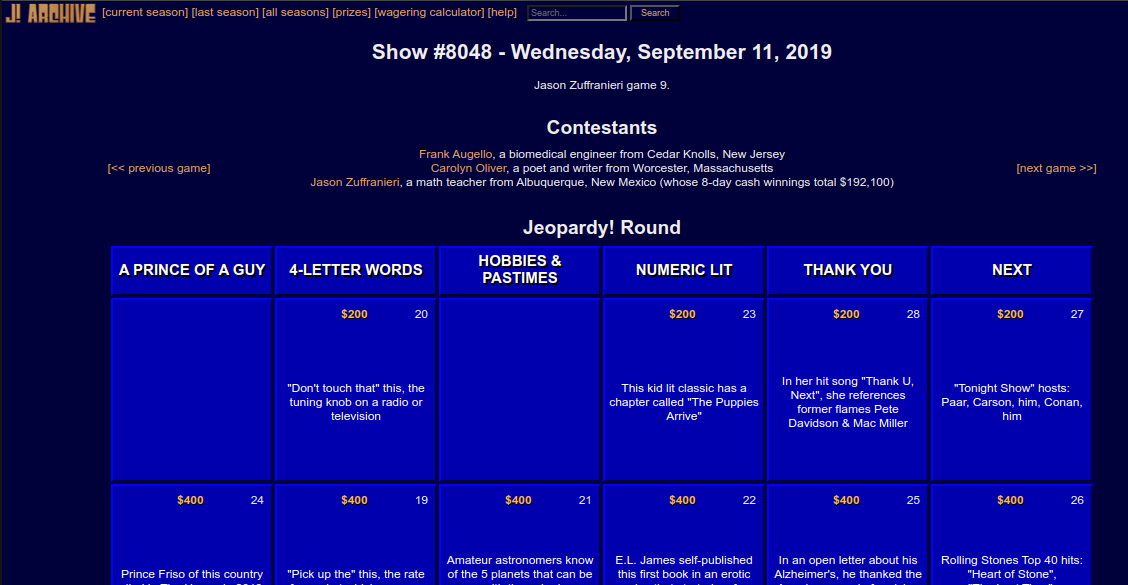 J! ARCHIVE [current season] [last season] [all seasons] [prizes] [wagering calculator] [help] Search... Search
Show #8048 - Wednesday, September 11, 2019
Jason Zuffranieri game 9.
Contestants
[<< previous game]
Frank Augello, a biomedical engineer from Cedar Knolls, New Jersey
Carolyn Oliver, a poet and writer from Worcester, Massachusetts
Jason Zuffranieri, a math teacher from Albuquerque, New Mexico (whose 8-day cash winnings total $192,100)
[next game >>]
Jeopardy! Round
A PRINCE OF A GUY
4-LETTER WORDS
HOBBIES &
PASTIMES
NUMERIC LIT
THANK YOU
NEXT
$200 20
"Don't touch that" this, the
tuning knob on a radio or
television
$200 23
This kid lit classic has a
chapter called "The Puppies
Arrive"
$200 28
In her hit song "Thank U,
Next", she references
former flames Pete
Davidson & Mac Miller
$200 27
"Tonight Show" hosts:
Paar, Carson, him, Conan,
him
$400 24
Prince Friso of this country
$400 19
"Pick up the" this, the rate
$400 21
Amateur astronomers know
of the 5 planets that can be
$400 22
E.L. James self-published
this first book in an erotic
$400 25
In an open letter about his
Alzheimer's, he thanked the
$400 26
Rolling Stones Top 40 hits:
"Heart of Stone",